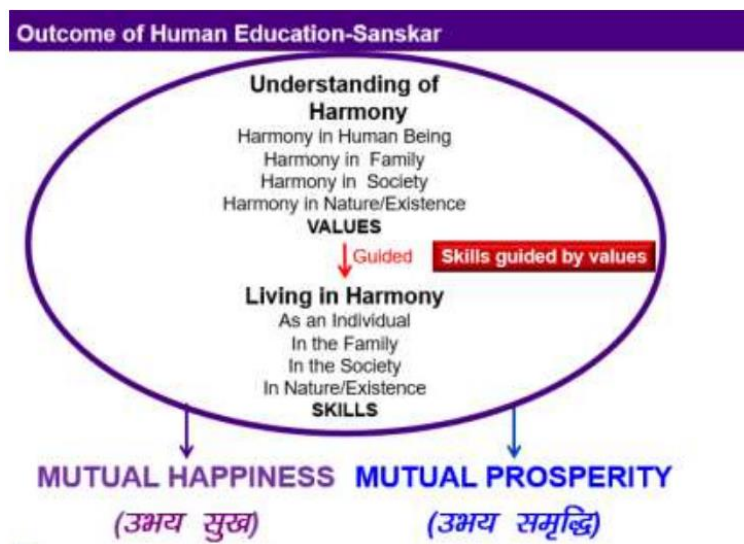 Outcome of Human Education-Sanskar
Understanding of
Harmony
Harmony in Human Being
Harmony in Family
Harmony in Society
Harmony in Nature/Existence
VALUES
Guided
Skills guided by values
Living in Harmony
As an Individual
In the Family
In the Society
In Nature/Existence
SKILLS
MUTUAL HAPPINESS MUTUAL PROSPERITY
(उभय सुख) (उभय समृद्धि)